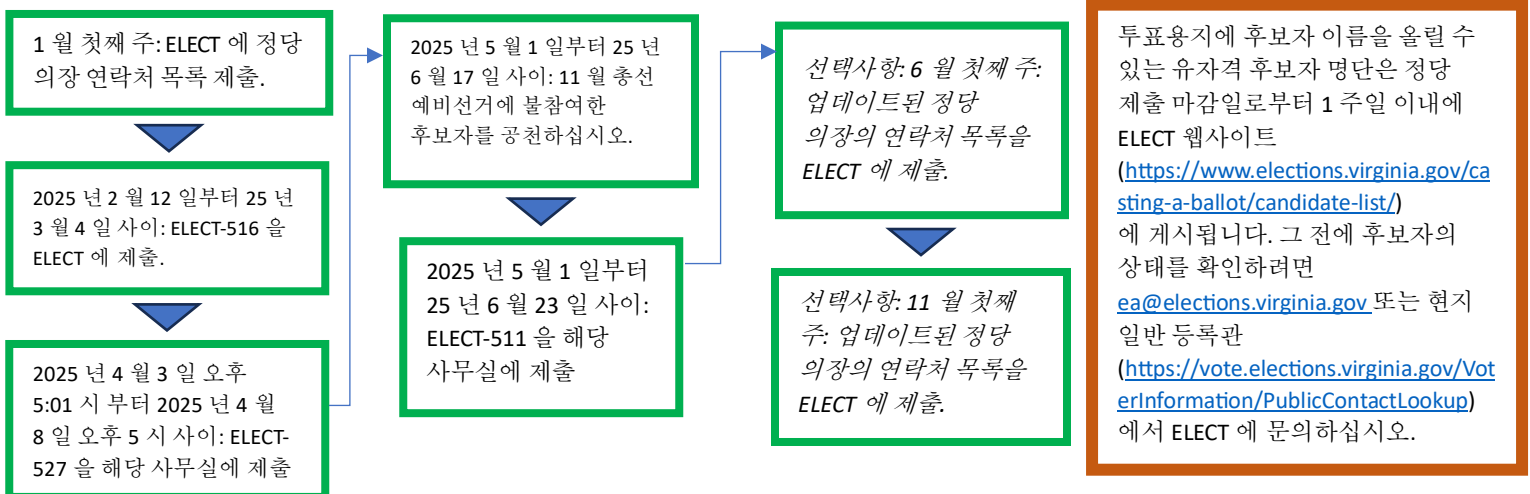 1 월 첫째 주: ELECT 에 정당
의장 연락처 목록 제출.
2025 년 2 월 12 일부터 25 년
3 월 4 일 사이: ELECT-516 을
ELECT 에 제출.
2025 년 4 월 3 일 오후
5:01 시 부터 2025 년 4 월
8 일 오후 5 시 사이: ELECT-
527 을 해당 사무실에 제출
2025 년 5 월 1 일부터 25 년
6 월 17 일 사이: 11 월 총선
예비선거에 불참여한
후보자를 공천하십시오.
2025 년 5 월 1 일부터
25 년 6 월 23 일 사이:
ELECT-511 을 해당
사무실에 제출
선택사항: 6 월 첫째 주:
업데이트된 정당
의장의 연락처 목록을
ELECT 에 제출.
선택사항: 11 월 첫째
주: 업데이트된 정당
의장의 연락처 목록을
ELECT 에 제출.
투표용지에 후보자 이름을 올릴 수
있는 유자격 후보자 명단은 정당
제출 마감일로부터 1 주일 이내에
ELECT 웹사이트
(https://www.elections.virginia.gov/ca
sting-a-ballot/candidate-list/)
에 게시됩니다. 그 전에 후보자의
상태를 확인하려면
ea@elections.virginia.gov 또는 현지
일반 등록관
(https://vote.elections.virginia.gov/Vot
erInformation/PublicContactLookup)
에서 ELECT 에 문의하십시오.